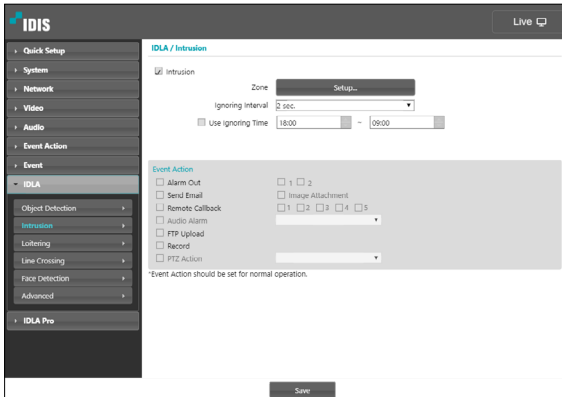 IDIS
Live
Quick Setup
System
Network
Video
Audio
Event Action
Event
IDLA
Object Detection
Intrusion
Loitering
Line Crossing
Face Detection
Advanced
IDLA Pro
IDLA / Intrusion
Intrusion
Zone Setup...
Ignoring Interval 2 sec.
Use Ignoring Time 18:00 ~ 09:00
Event Action
Alarm Out 1 2
Send Email Image Attachment
Remote Callback 1 2 3 4 5
Audio Alarm
FTP Upload
Record
PTZ Action
*Event Action should be set for normal operation.
Save